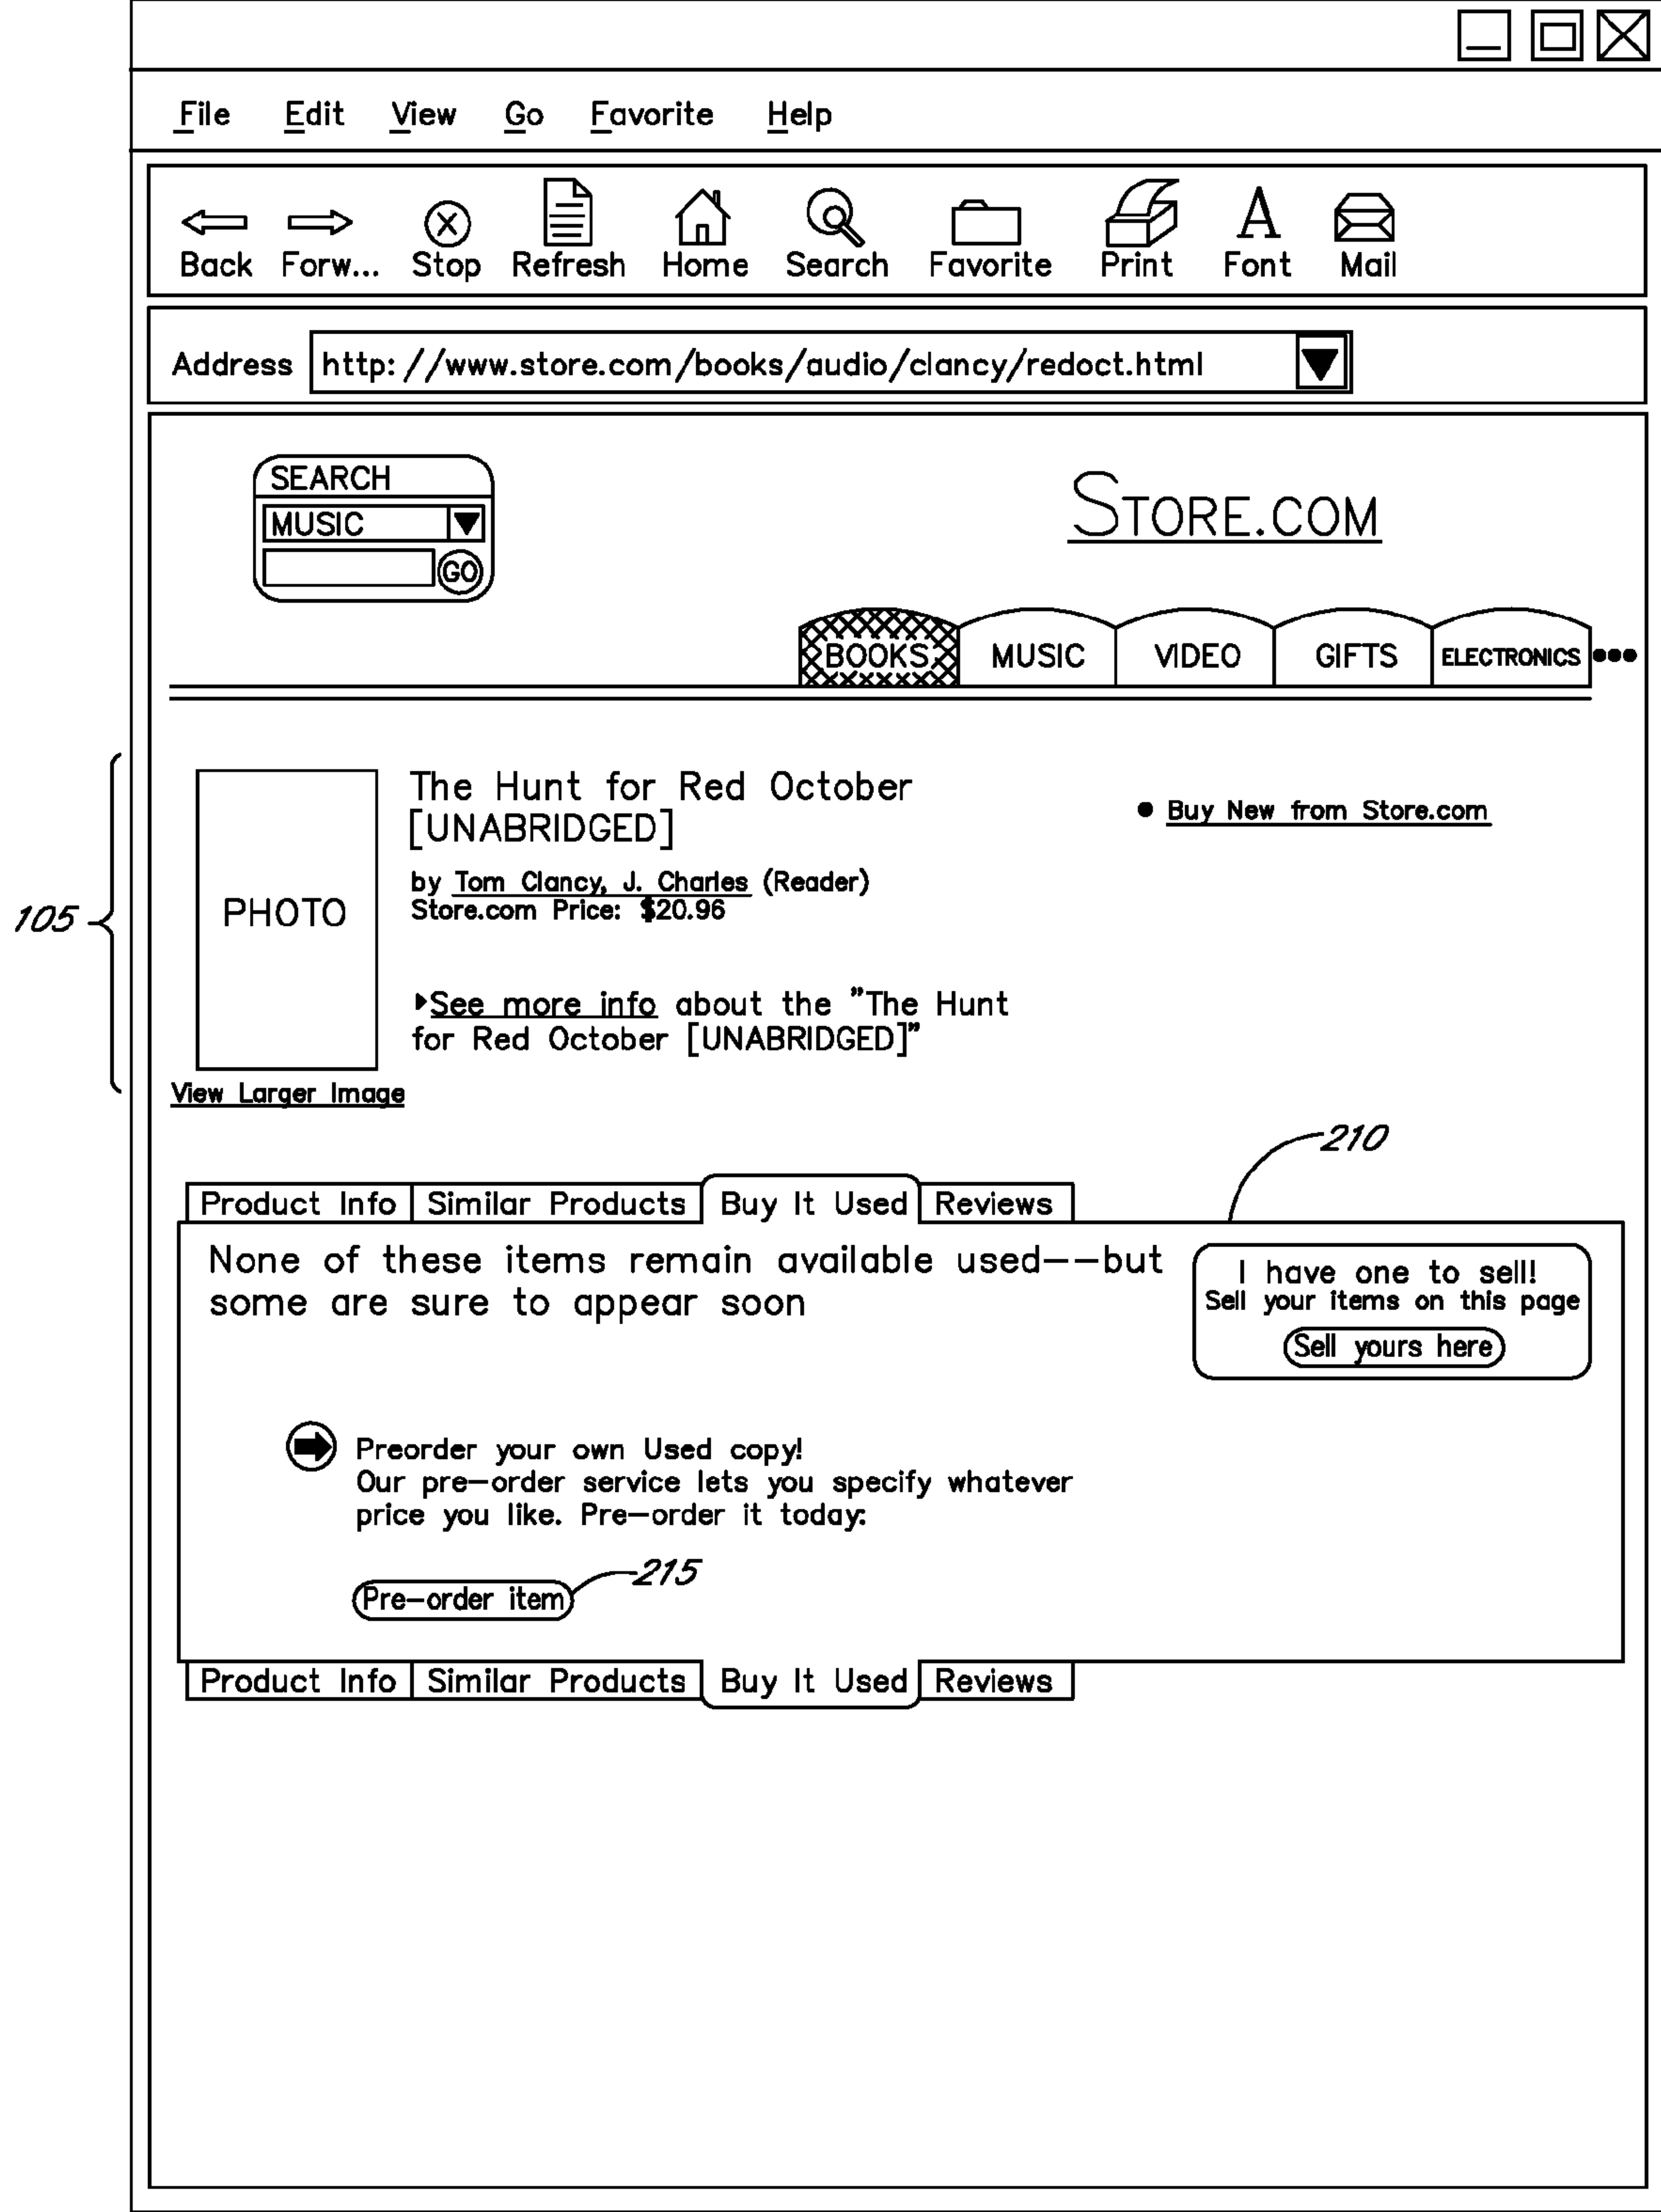 File Edit View Go Favorite Help
Back Forw... Stop Refresh Home Search Favorite Print A Font Mail
Address http: //www.store.com/books/audio/clancy/redoct.html
SEARCH
MUSIC
GO
STORE.COM
BOOKS MUSIC VIDEO GIFTS ELECTRONICS •••
105
PHOTO
View Larger Image
The Hunt for Red October
[UNABRIDGED]
by Tom Clancy, J. Charles (Reader)
Store.com Price: $20.96
See more info about the "The Hunt
for Red October [UNABRIDGED]"
• Buy New from Store.com
210
Product Info Similar Products Buy It Used Reviews
None of these items remain available used--but
some are sure to appear soon
I have one to sell!
Sell your items on this page
Sell yours here
Preorder your own Used copy!
Our pre-order service lets you specify whatever
price you like. Pre-order it today:
215
Pre-order item
Product Info Similar Products Buy It Used Reviews